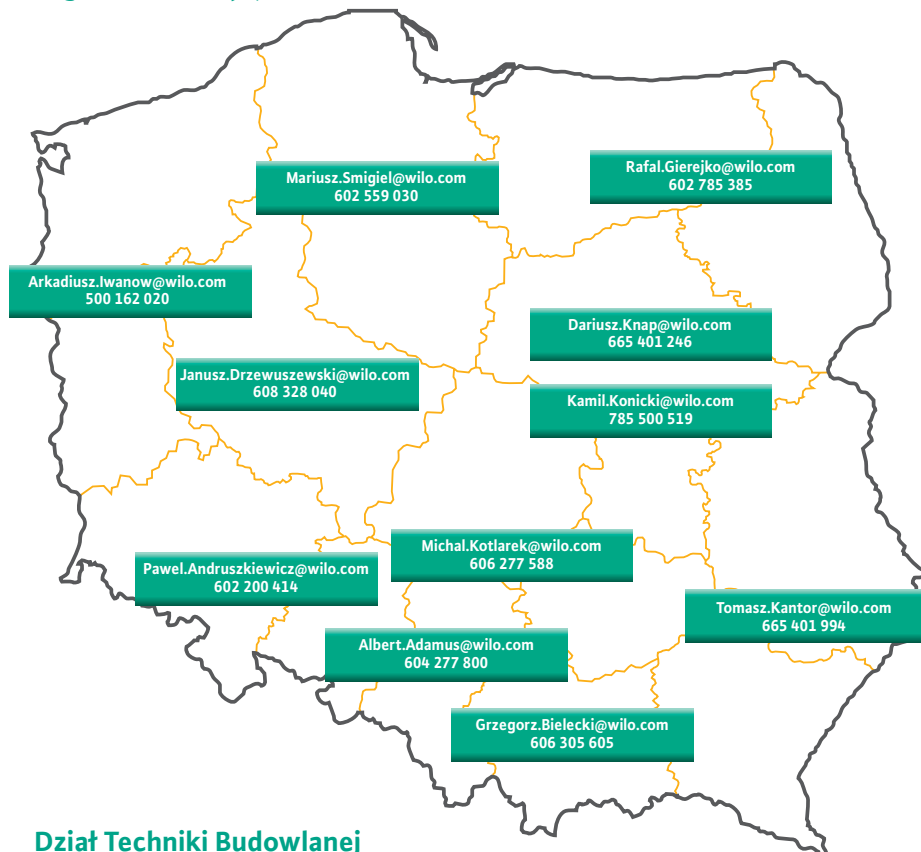 Mariusz.Smigiel@wilo.com
602 559 030
Rafal.Gierejko@wilo.com
602 785 385
Arkadiusz.Iwanow@wilo.com
500 162 020
Dariusz.Knap@wilo.com
665 401 246
Janusz.Drzewuszewski@wilo.com
608 328 040
Kamil.Konicki@wilo.com
785 500 519
Michal.Kotlarek@wilo.com
606 277 588
Pawel.Andruszkiewicz@wilo.com
602 200 414
Tomasz.Kantor@wilo.com
665 401 994
Albert.Adamus@wilo.com
604 277 800
Grzegorz.Bielecki@wilo.com
606 305 605
Dział Techniki Budowlanej